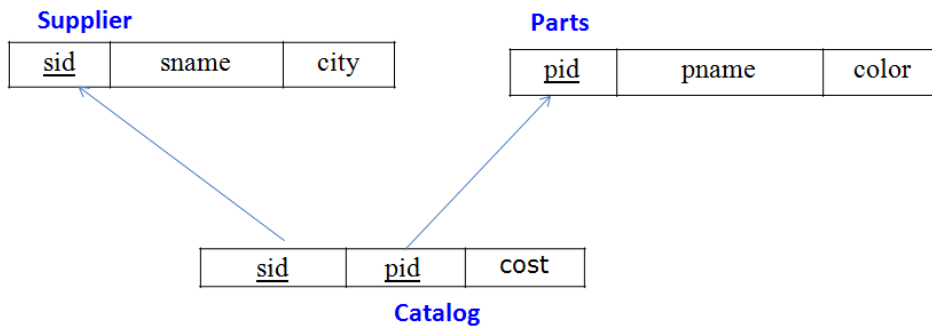 Supplier
sid sname city
Parts
pid pname color
sid pid cost
Catalog